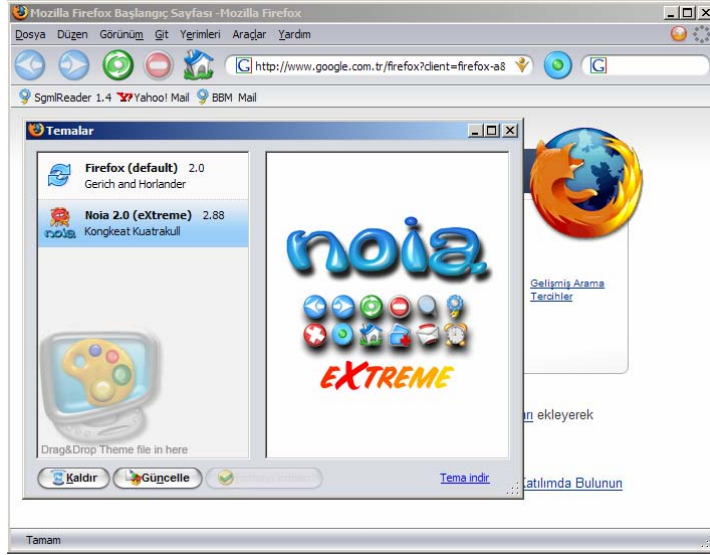 Mozilla Firefox Başlangıç Sayfası -Mozilla Firefox
Dosya Düzen Görünüm Git Yerimleri Araçlar Yardım
G http://www.google.com.tr/firefox?client=firefox-a& G
SgmlReader 1.4 Yahoo! Mail BBM Mail
Temalar
Firefox (default) 2.0
Gerich and Horlander
Noia 2.0 (eXtreme) 2.88
noia Kongkeat Kuatrakull
noia
eXTREME
Gelişmiş Arama
Tercihler
ekleyerek
Drag&Drop Theme file in here
Kaldır Güncelle Tema indir
Katılımda Bulunun
Tamam